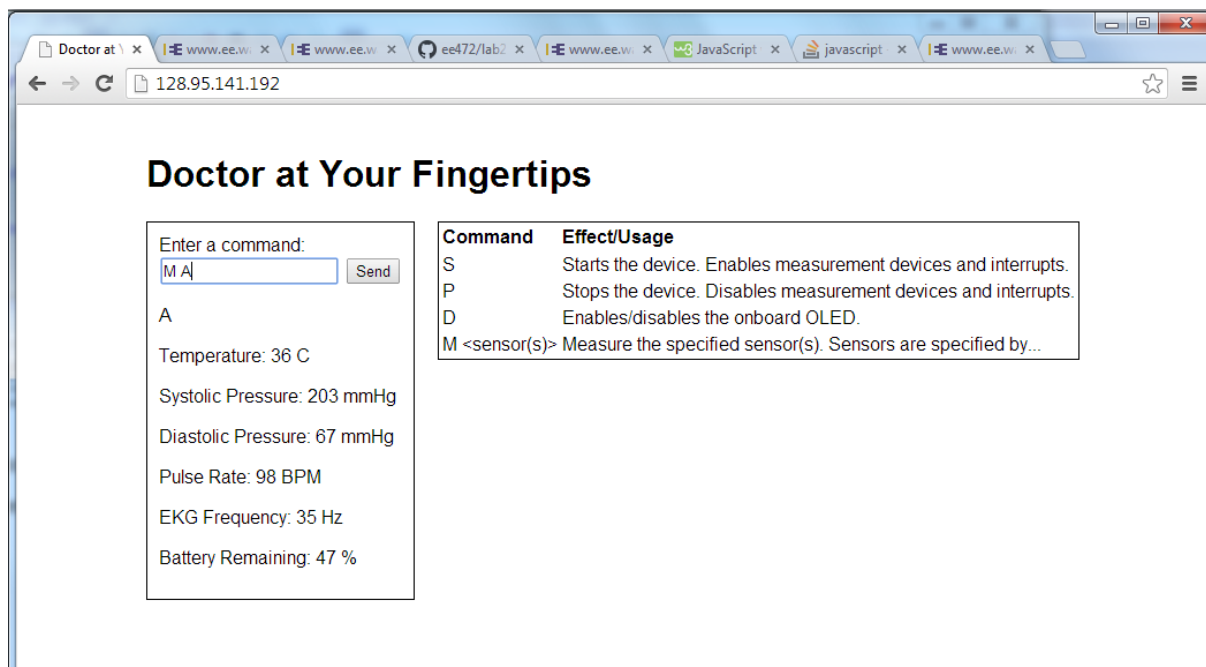 Doctor at
www.ee.w
www.ee.w
ee472/lab2
www.ee.w
JavaScript
javascript
www.ee.w
128.95.141.192
Doctor at Your Fingertips
Enter a command:
M A Send
A
Temperature: 36 C
Systolic Pressure: 203 mmHg
Diastolic Pressure: 67 mmHg
Pulse Rate: 98 BPM
EKG Frequency: 35 Hz
Battery Remaining: 47 %
Command Effect/Usage
S Starts the device. Enables measurement devices and interrupts.
P Stops the device. Disables measurement devices and interrupts.
D Enables/disables the onboard OLED.
M <sensor(s)> Measure the specified sensor(s). Sensors are specified by...